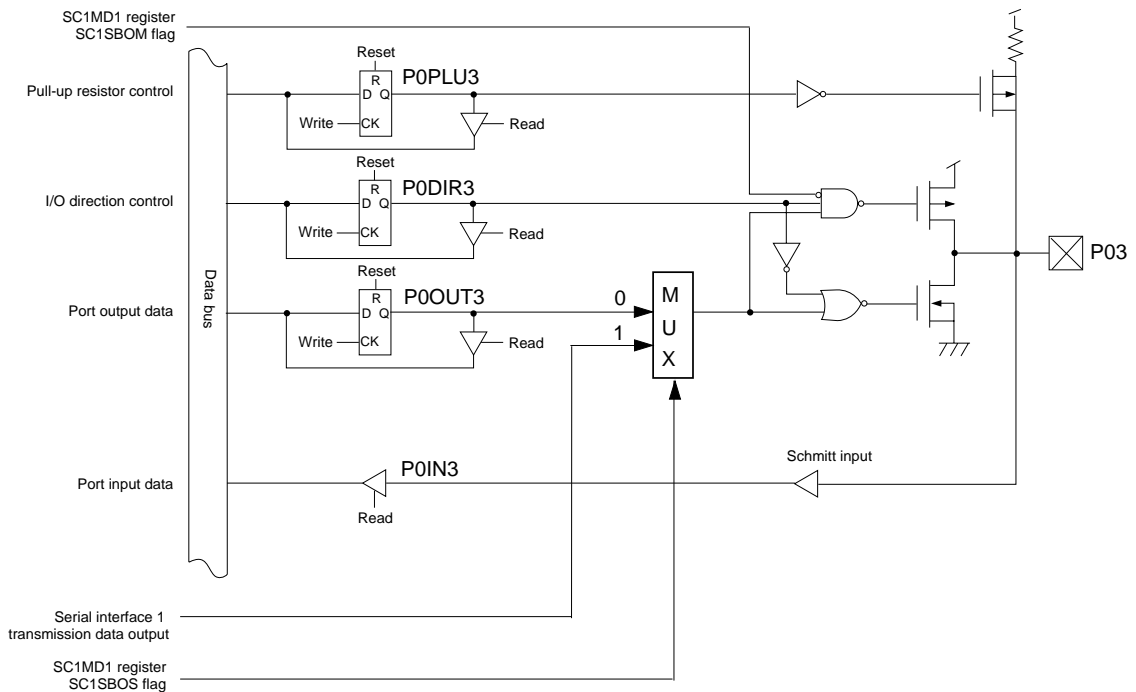 SC1MD1 register
SC1SBOM flag
Reset
R
P0PLU3
Pull-up resistor control
D Q
Write
CK
Read
Reset
R
P0DIR3
I/O direction control
D Q
Write
CK
Read
Data bus
P03
Reset
R
P0OUT3
0
M
Port output data
D Q
U
1
Write
CK
Read
X
Schmitt input
P0IN3
Port input data
Read
Serial interface 1
transmission data output
SC1MD1 register
SC1SBOS flag